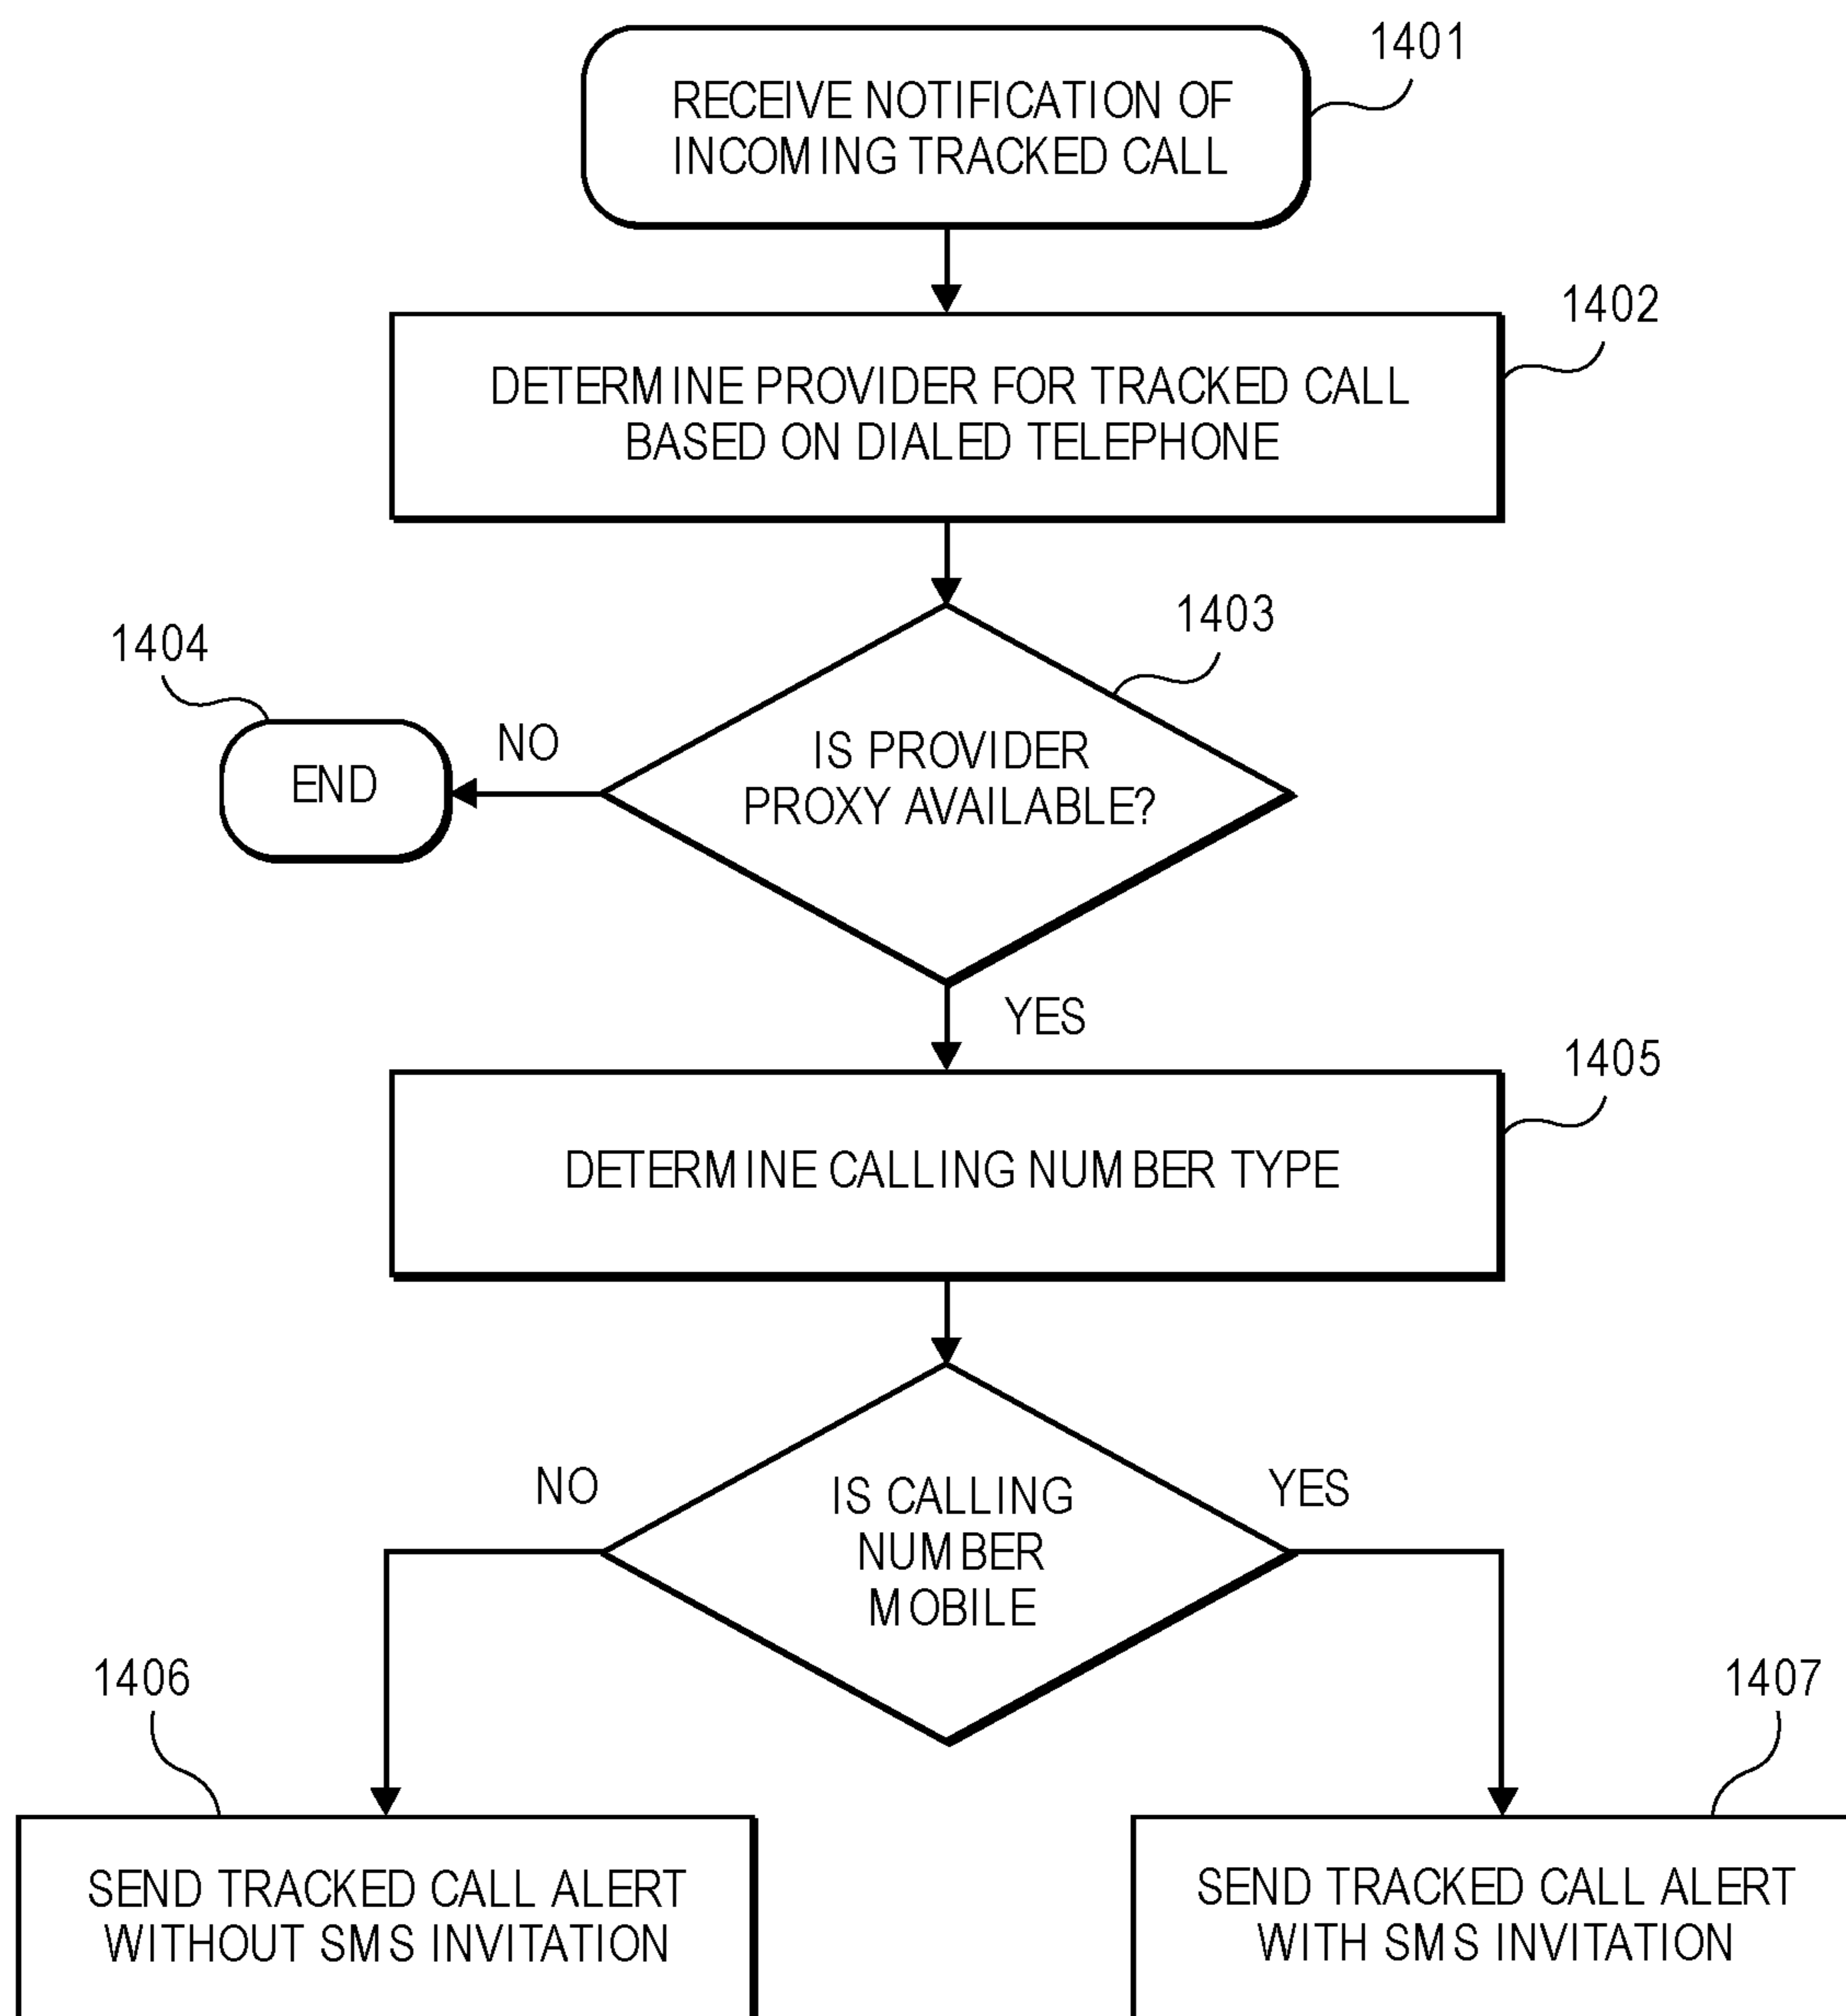 1401
RECEIVE NOTIFICATION OF
INCOMING TRACKED CALL
1402
DETERMINE PROVIDER FOR TRACKED CALL
BASED ON DIALED TELEPHONE
1403
1404
IS PROVIDER
PROXY AVAILABLE?
NO
END
YES
1405
DETERMINE CALLING NUMBER TYPE
IS CALLING
NUMBER
MOBILE
NO
YES
1406
1407
SEND TRACKED CALL ALERT
WITHOUT SMS INVITATION
SEND TRACKED CALL ALERT
WITH SMS INVITATION